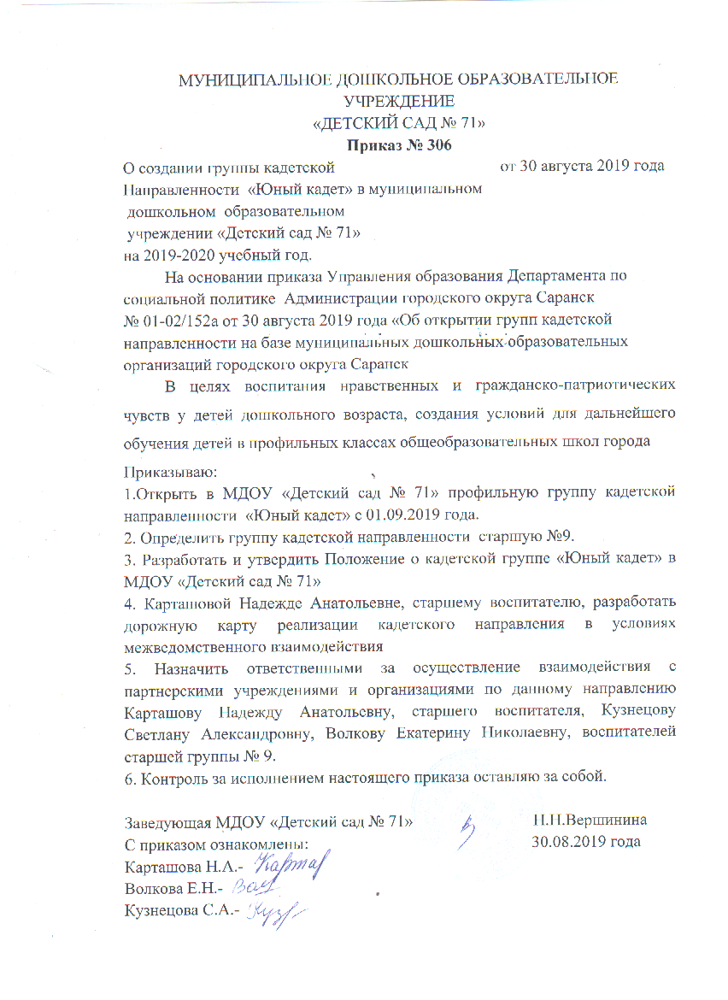 МУНИЦИПАЛЬНОЕ ДОШКОЛЬНОЕ ОБРАЗОВАТЕЛЬНОЕ
УЧРЕЖДЕНИЕ
«ДЕТСКИЙ САД № 71»
Приказ № 306
О создании группы кадетской от 30 августа 2019 года
Направленности «Юный кадет» в муниципальном
дошкольном образовательном
учреждении «Детский сад № 71»
на 2019-2020 учебный год.
На основании приказа Управления образования Департамента по
социальной политике Администрации городского округа Саранск
№ 01-02/152а от 30 августа 2019 года «Об открытии групп кадетской
направленности на базе муниципальных дошкольных образовательных
организаций городского округа Саранск
В целях воспитания нравственных и гражданско-патриотических
чувств у детей дошкольного возраста, создания условий для дальнейшего
обучения детей в профильных классах общеобразовательных школ города
Приказываю:
1.Открыть в МДОУ «Детский сад № 71» профильную группу кадетской
направленности «Юный кадет» с 01.09.2019 года.
2. Определить группу кадетской направленности старшую №9.
3. Разработать и утвердить Положение о кадетской группе «Юный кадет» в
МДОУ «Детский сад № 71»
4. Карташовой Надежде Анатольевне, старшему воспитателю, разработать
дорожную карту реализации кадетского направления в условиях
межведомственного взаимодействия
5. Назначить ответственными за осуществление взаимодействия с
партнерскими учреждениями и организациями по данному направлению
Карташову Надежду Анатольевну, старшего воспитателя, Кузнецову
Светлану Александровну, Волкову Екатерину Николаевну, воспитателей
старшей группы № 9.
6. Контроль за исполнением настоящего приказа оставляю за собой.
Заведующая МДОУ «Детский сад № 71» Н.Н.Вершинина
С приказом ознакомлены: 30.08.2019 года
Карташова Н.А.- Карта
Волкова Е.Н.-
Кузнецова С.А.- Куз